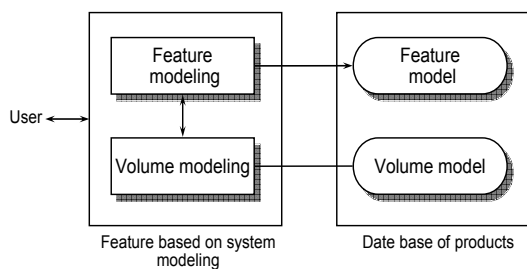 Feature
modeling
Feature
model
User
Volume modeling
Volume model
Feature based on system
modeling
Date base of products